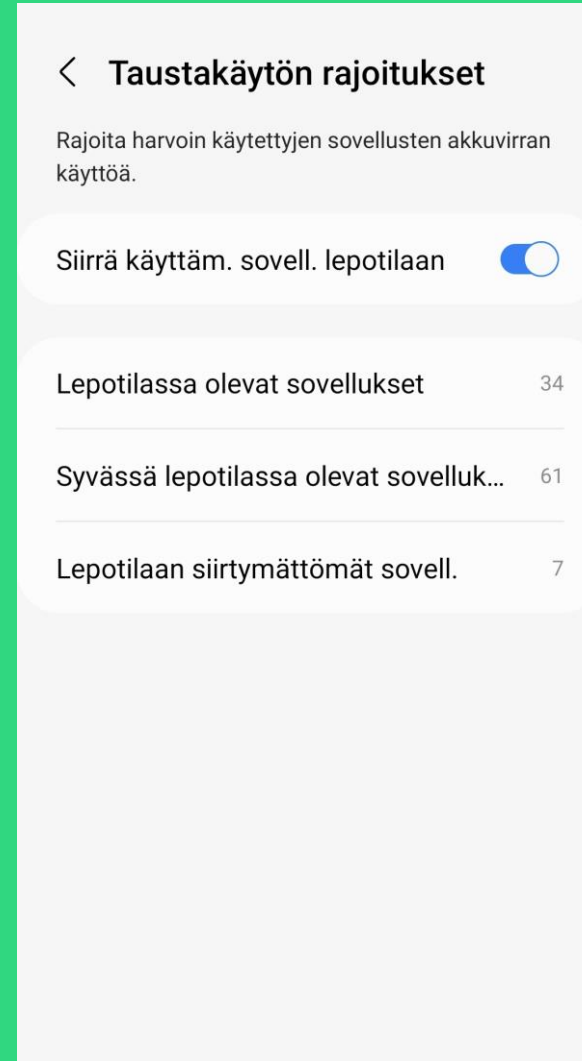 Taustakäytön rajoitukset
Rajoita harvoin käytettyjen sovellusten akkuvirran
käyttöä.
Siirrä käyttäm. sovell. lepotilaan
Lepotilassa olevat sovellukset 34
Syvässä lepotilassa olevat sovelluk... 61
Lepotilaan siirtymättömät sovell. 7